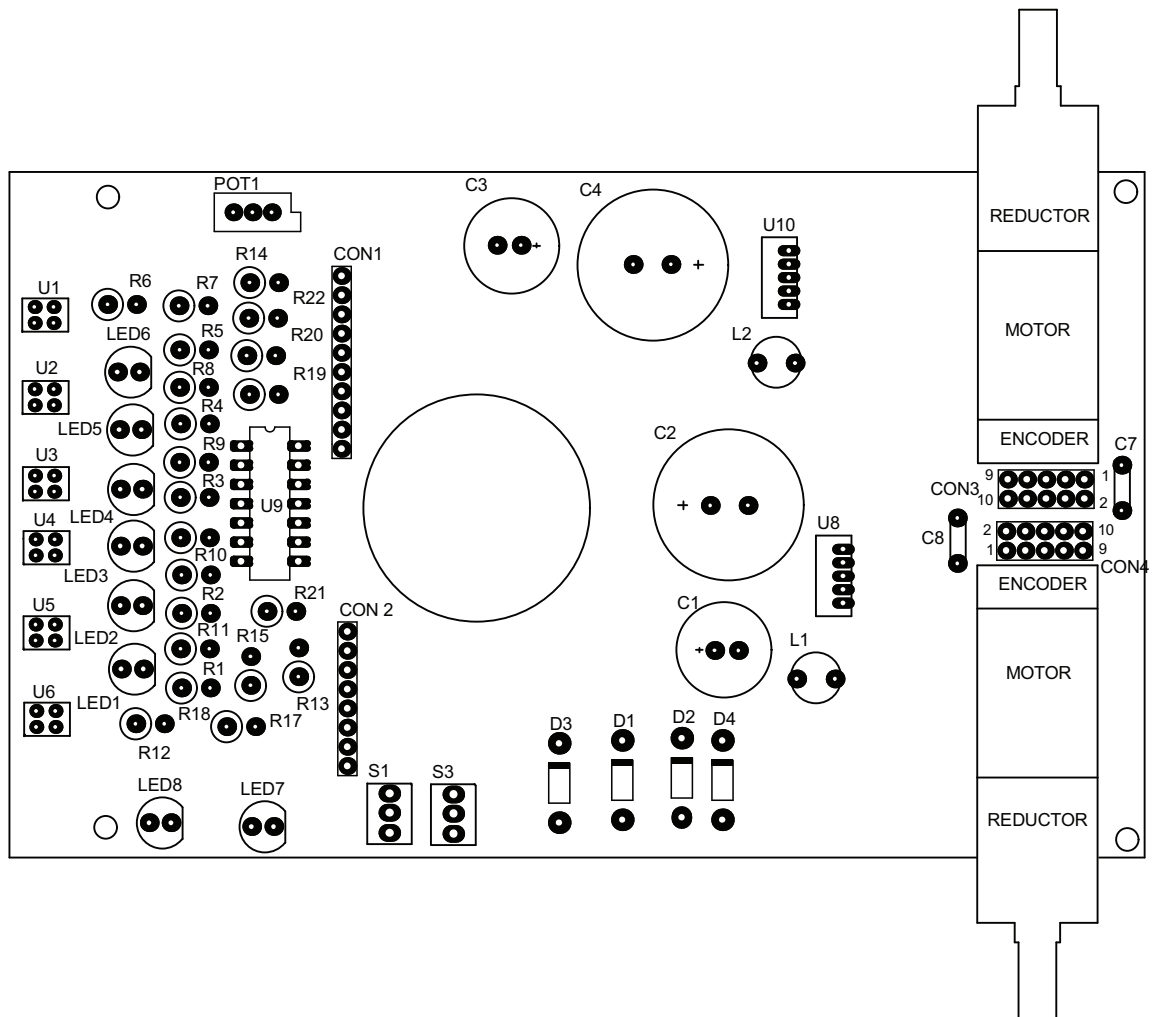 POT1
C3
C4
U10
REDUCTOR
R14
CON1
U1
R6
R7
R22
LED6
R5
R20
L2
MOTOR
U2
R8
R19
R4
LED5
C2
ENCODER
C7
U3
R9
R3
U9
CON3
9
1
10
2
U4
LED4
U8
C8
2
10
1
9
CON4
R10
LED3
ENCODER
U5
R2
R21
CON 2
C1
LED2
R11
R15
L1
MOTOR
U6
LED1
R1
R13
R18
R17
R12
D3
D1
D2
D4
LED8
LED7
S1
S3
REDUCTOR